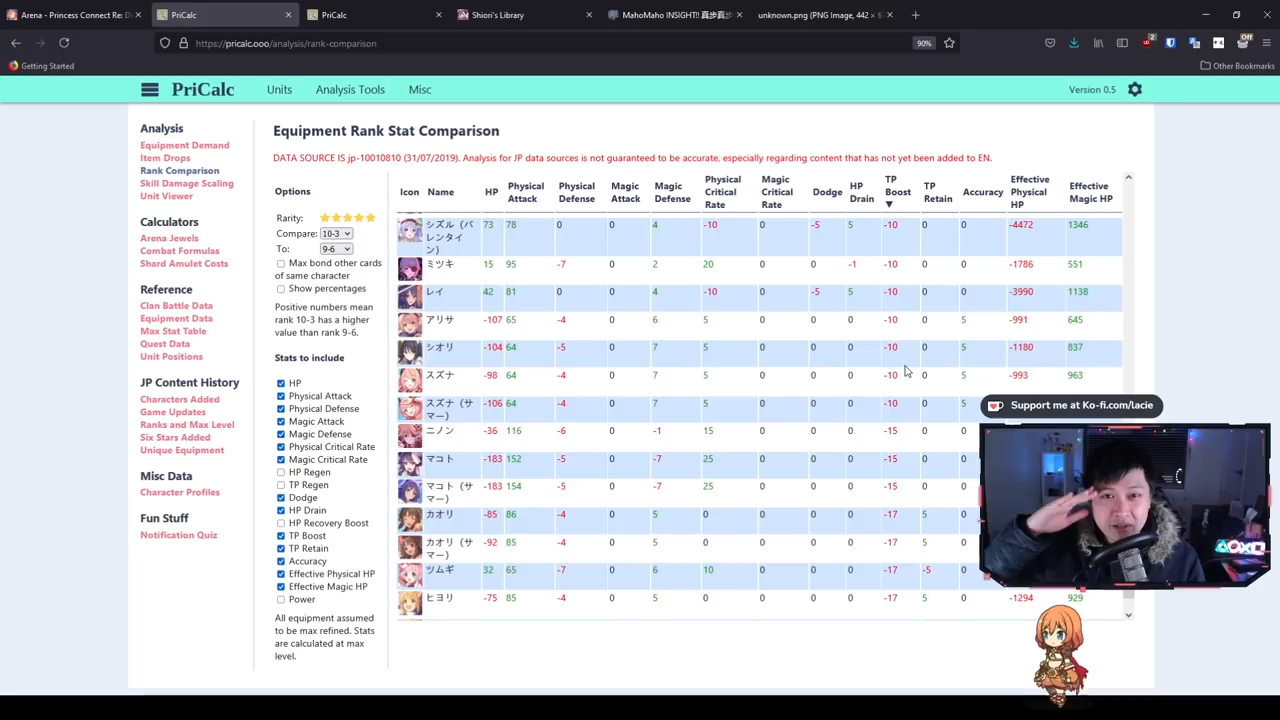 Arena - Princess Connect Re: Di
PriCalc
PriCalc
Shiori's Library
MahoMaho INSIGHT!! 真步真步
unknown.png (PNG Image, 442 × 6
https://pricalc.ooo/analysis/rank-comparison
90%
2
Off
Getting Started
Other Bookmarks
PriCalc
Units
Analysis Tools
Misc
Version 0.5
Analysis
Equipment Demand
Item Drops
Rank Comparison
Skill Damage Scaling
Unit Viewer
Calculators
Arena Jewels
Combat Formulas
Shard Amulet Costs
Reference
Clan Battle Data
Equipment Data
Max Stat Table
Quest Data
Unit Positions
JP Content History
Characters Added
Game Updates
Ranks and Max Level
Six Stars Added
Unique Equipment
Misc Data
Character Profiles
Fun Stuff
Notification Quiz
Equipment Rank Stat Comparison
DATA SOURCE IS jp-10010810 (31/07/2019). Analysis for JP data sources is not guaranteed to be accurate, especially regarding content that has not yet been added to EN.
Options
Rarity:
Compare: 10-3
To: 9-6
Max bond other cards
of same character
Show percentages
Positive numbers mean
rank 10-3 has a higher
value than rank 9-6.
Stats to include
HP
Physical Attack
Physical Defense
Magic Attack
Magic Defense
Physical Critical Rate
Magic Critical Rate
HP Regen
TP Regen
Dodge
HP Drain
HP Recovery Boost
TP Boost
TP Retain
Accuracy
Effective Physical HP
Effective Magic HP
Power
All equipment assumed
to be max refined. Stats
are calculated at max
level.
Icon Name HP Physical Attack Physical Defense Magic Attack Magic Defense Physical Critical Rate Magic Critical Rate Dodge HP Drain TP Boost ▼ TP Retain Accuracy Effective Physical HP Effective Magic HP
シズル（バレンタイン） 73 78 0 0 4 -10 0 -5 5 -10 0 0 -4472 1346
ミツキ 15 95 -7 0 2 20 0 0 -1 -10 0 0 -1786 551
レイ 42 81 0 0 4 -10 0 -5 5 -10 0 0 -3990 1138
アリサ -107 65 -4 0 6 5 0 0 0 -10 0 5 -991 645
シオリ -104 64 -5 0 7 5 0 0 0 -10 0 5 -1180 837
スズナ -98 64 -4 0 7 5 0 0 0 -10 0 5 -993 963
スズナ（サマー） -106 64 -4 0 7 5 0 0 0 -10 0 5
ニノン -36 116 -6 0 -1 15 0 0 0 -15 0 0
マコト -183 152 -5 0 -7 25 0 0 0 -15 0 0
マコト（サマー） -183 154 -5 0 -7 25 0 0 0 -15 0 0
カオリ -85 86 -4 0 5 0 0 0 0 -17 5 0
カオリ（サマー） -92 85 -4 0 5 0 0 0 0 -17 5 0
ツムギ 32 65 -7 0 6 10 0 0 0 -17 -5 0
ヒヨリ -75 85 -4 0 5 0 0 0 0 -17 5 0 -1294 929
Support me at Ko-fi.com/lacie